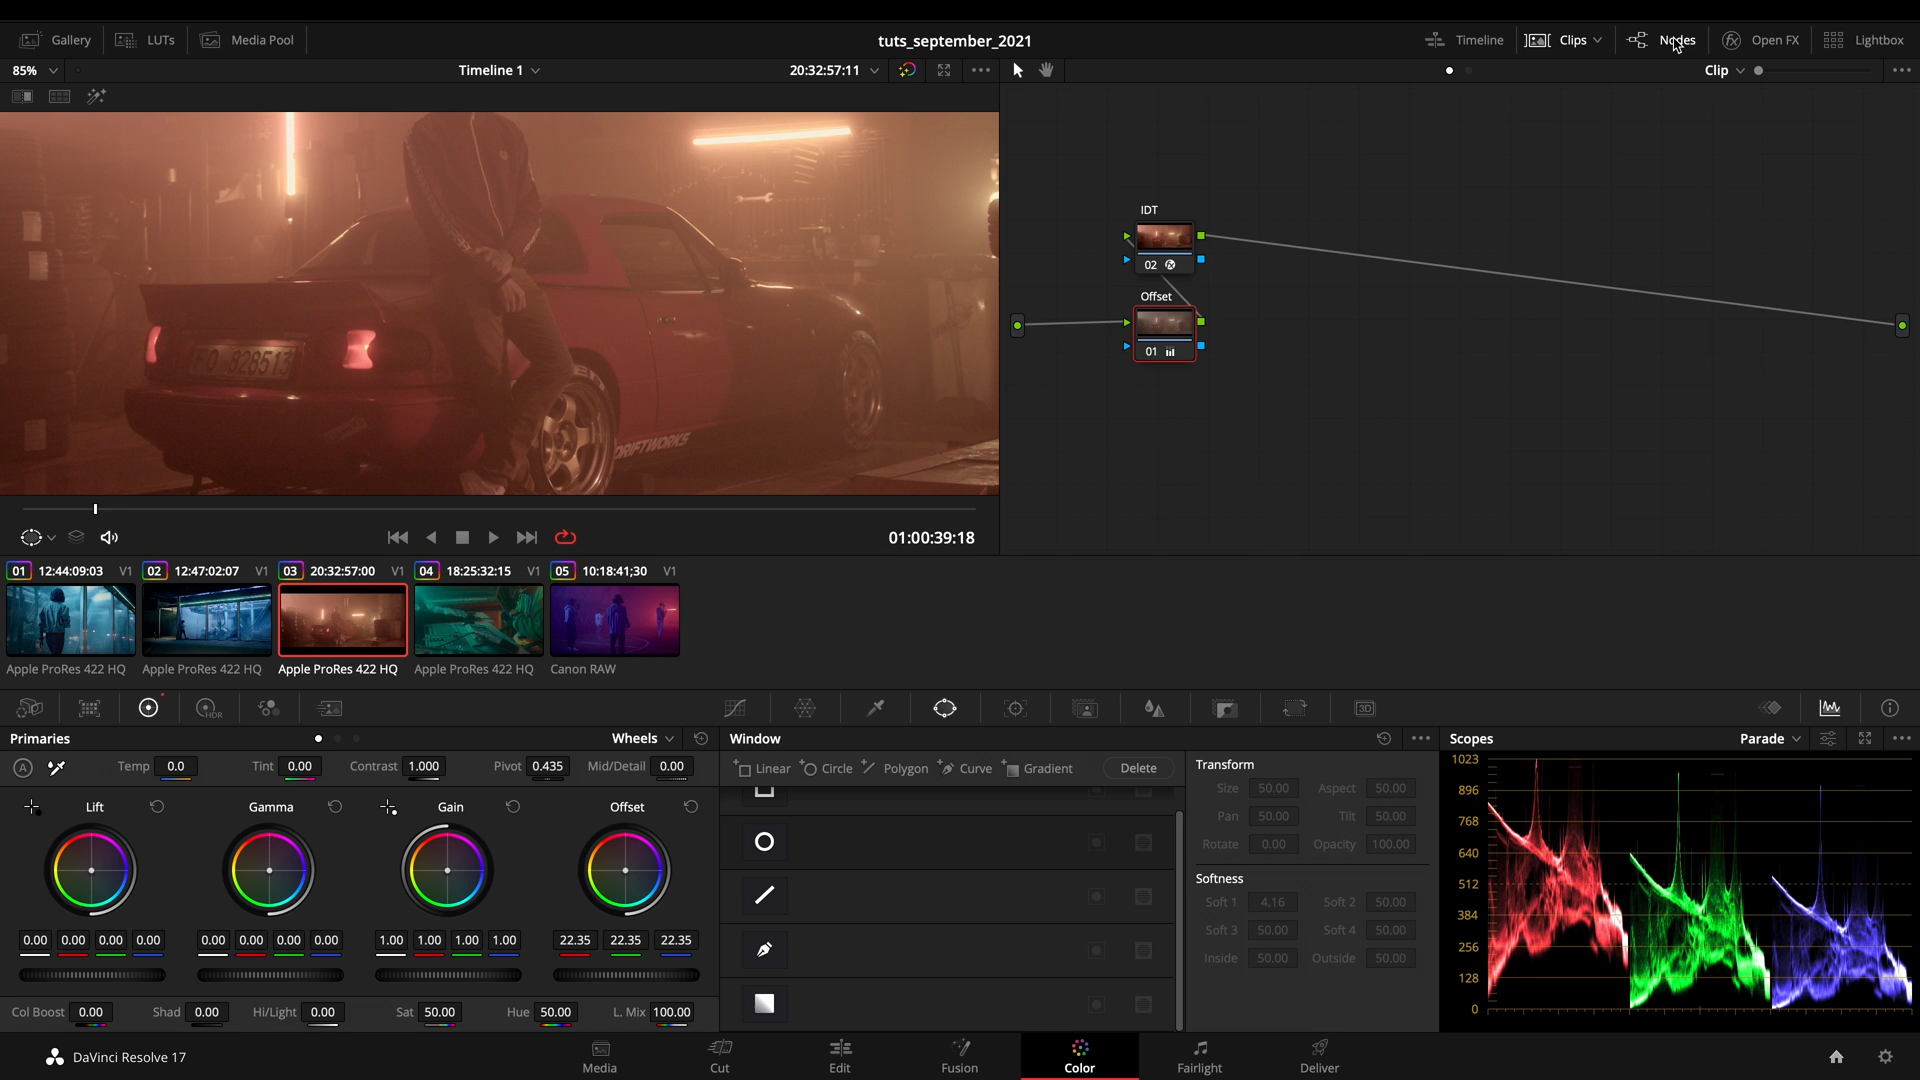 Gallery LUTs Media Pool tuts_september_2021 Timeline Clips Nodes Open FX Lightbox
85% Timeline 1 20:32:57:11 Clip
FO 828513
DRIFTWORKS
IDT
02
Offset
01
01:00:39:18
01 12:44:09:03 V1 02 12:47:02:07 V1 03 20:32:57:00 V1 04 18:25:32:15 V1 05 10:18:41;30 V1
Apple ProRes 422 HQ Apple ProRes 422 HQ Apple ProRes 422 HQ Apple ProRes 422 HQ Canon RAW
HDR 3D
Primaries Wheels
A Temp 0.0 Tint 0.00 Contrast 1.000 Pivot 0.435 Mid/Detail 0.00
Lift Gamma Gain Offset
0.00 0.00 0.00 0.00 0.00 0.00 0.00 0.00 1.00 1.00 1.00 1.00 22.35 22.35 22.35
Col Boost 0.00 Shad 0.00 Hi/Light 0.00 Sat 50.00 Hue 50.00 L. Mix 100.00
Window
Linear Circle Polygon Curve Gradient Delete
Transform
Size 50.00 Aspect 50.00
Pan 50.00 Tilt 50.00
Rotate 0.00 Opacity 100.00
Softness
Soft 1 4.16 Soft 2 50.00
Soft 3 50.00 Soft 4 50.00
Inside 50.00 Outside 50.00
Scopes Parade
1023
896
768
640
512
384
256
128
0
DaVinci Resolve 17 Media Cut Edit Fusion Color Fairlight Deliver